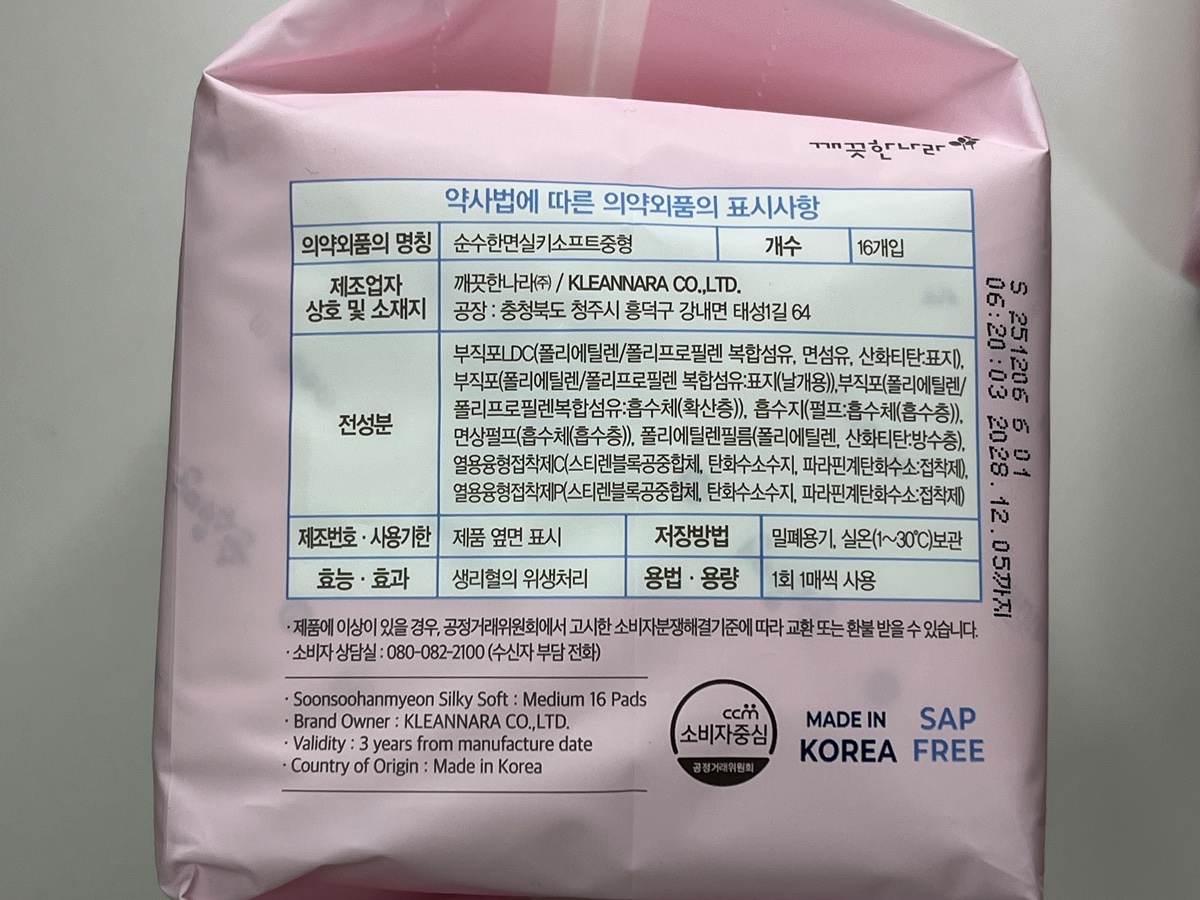 깨끗한나라
약사법에 따른 의약외품의 표시사항
의약외품의 명칭 순수한면실키소프트중형 개수 16개입
제조업자
상호 및 소재지
깨끗한나라㈜ / KLEANNARA CO.,LTD.
공장 : 충청북도 청주시 흥덕구 강내면 태성1길 64
전성분
부직포LDC(폴리에틸렌/폴리프로필렌 복합섬유, 면섬유, 산화티탄:표지),
부직포(폴리에틸렌/폴리프로필렌 복합섬유:표지(날개용)),부직포(폴리에틸렌/
폴리프로필렌복합섬유:흡수체(확산층)), 흡수지(펄프:흡수체(흡수층)),
면상펄프(흡수체(흡수층)), 폴리에틸렌필름(폴리에틸렌, 산화티탄:방수층),
열용융형접착제C(스티렌블록공중합체, 탄화수소수지, 파라핀계탄화수소:접착제),
열용융형접착제P(스티렌블록공중합체, 탄화수소수지, 파라핀계탄화수소:접착제)
제조번호 · 사용기한 제품 옆면 표시 저장방법 밀폐용기, 실온(1~30℃)보관
효능 · 효과 생리혈의 위생처리 용법 · 용량 1회 1매씩 사용
· 제품에 이상이 있을 경우, 공정거래위원회에서 고시한 소비자분쟁해결기준에 따라 교환 또는 환불 받을 수 있습니다.
· 소비자 상담실 : 080-082-2100 (수신자 부담 전화)
· Soonsoohanmyeon Silky Soft : Medium 16 Pads
· Brand Owner : KLEANNARA CO.,LTD.
· Validity : 3 years from manufacture date
· Country of Origin : Made in Korea
ccm
소비자중심
공정거래위원회
MADE IN
KOREA
SAP
FREE
S 251206 6 01
06:20:03 2028.12.05까지